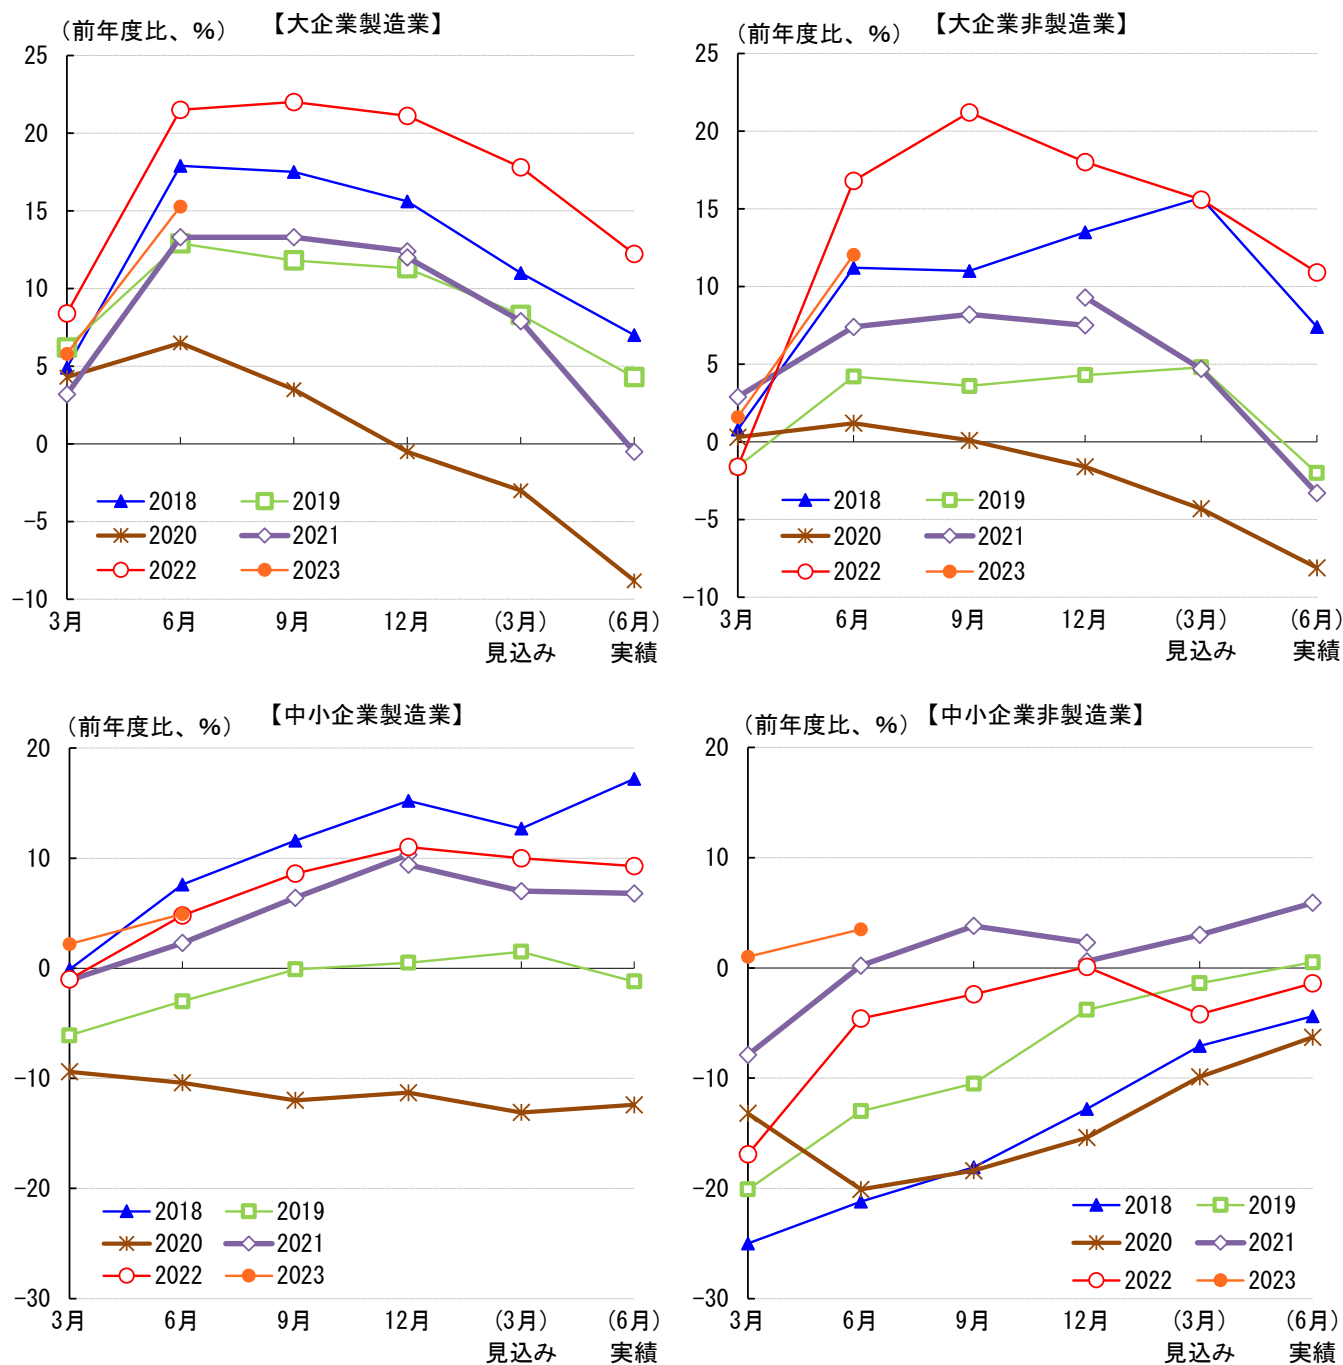 【大企業製造業】
(前年度比、%)
25
20
15
10
5
0
−5
−10
2018 2019
2020 2021
2022 2023
3月 6月 9月 12月 (3月) (6月)
見込み 実績
【大企業非製造業】
(前年度比、%)
25
20
15
10
5
0
−5
−10
2018 2019
2020 2021
2022 2023
3月 6月 9月 12月 (3月) (6月)
見込み 実績
【中小企業製造業】
(前年度比、%)
20
10
0
−10
−20
−30
2018 2019
2020 2021
2022 2023
3月 6月 9月 12月 (3月) (6月)
見込み 実績
【中小企業非製造業】
(前年度比、%)
20
10
0
−10
−20
−30
2018 2019
2020 2021
2022 2023
3月 6月 9月 12月 (3月) (6月)
見込み 実績